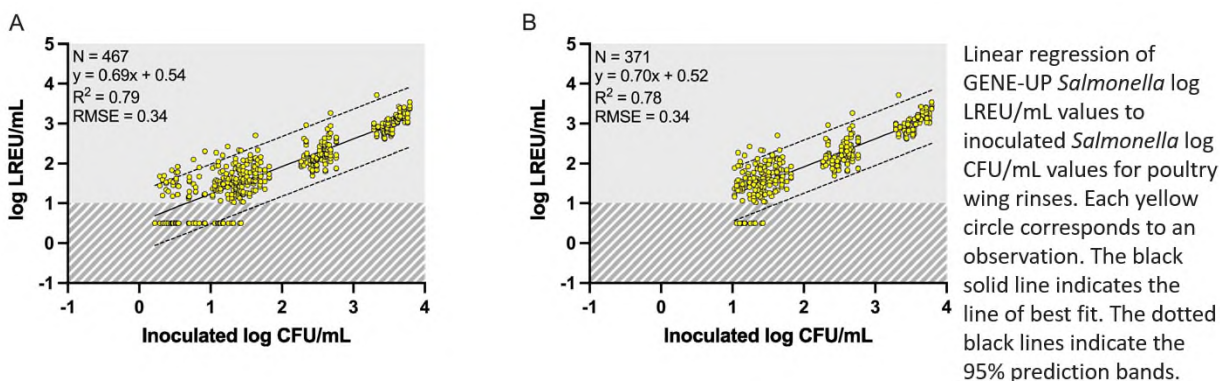 A
5
4
3
2
1
0
-1
log LREU/mL
N = 467
y = 0.69x + 0.54
R² = 0.79
RMSE = 0.34
-1
0
1
2
3
4
Inoculated log CFU/mL
B
5
4
3
2
1
0
-1
log LREU/mL
N = 371
y = 0.70x + 0.52
R² = 0.78
RMSE = 0.34
-1
0
1
2
3
4
Inoculated log CFU/mL
Linear regression of
GENE-UP Salmonella log
LREU/mL values to
inoculated Salmonella log
CFU/mL values for poultry
wing rinses. Each yellow
circle corresponds to an
observation. The black
solid line indicates the
line of best fit. The dotted
black lines indicate the
95% prediction bands.